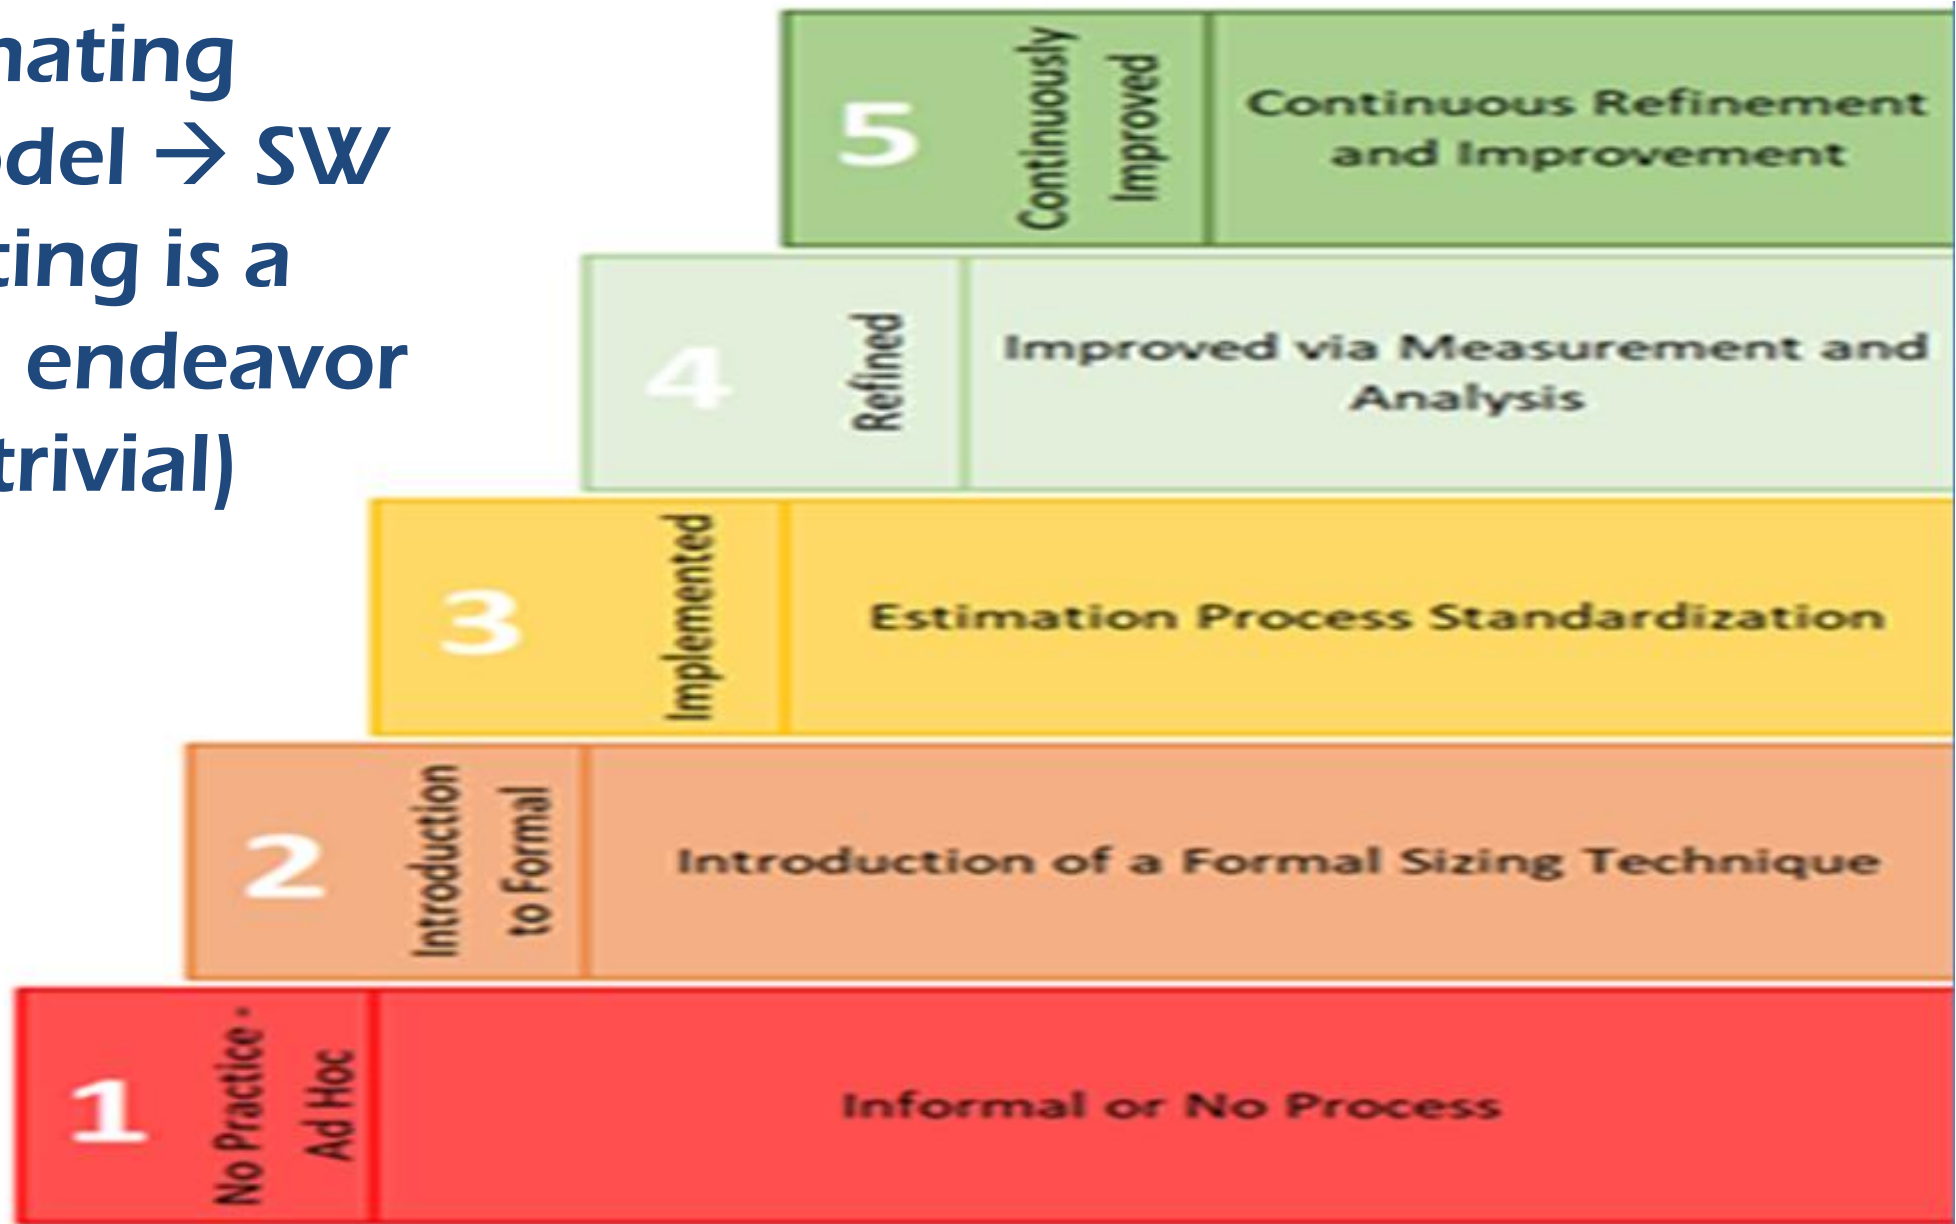 nating
odel → SW
ting is a
endeavor
trivial)
5
Continuously
Improved
Continuous Refinement
and Improvement
4
Refined
Improved via Measurement and
Analysis
3
Implemented
Estimation Process Standardization
2
Introduction
to Formal
Introduction of a Formal Sizing Technique
1
No Practice -
Ad Hoc
Informal or No Process